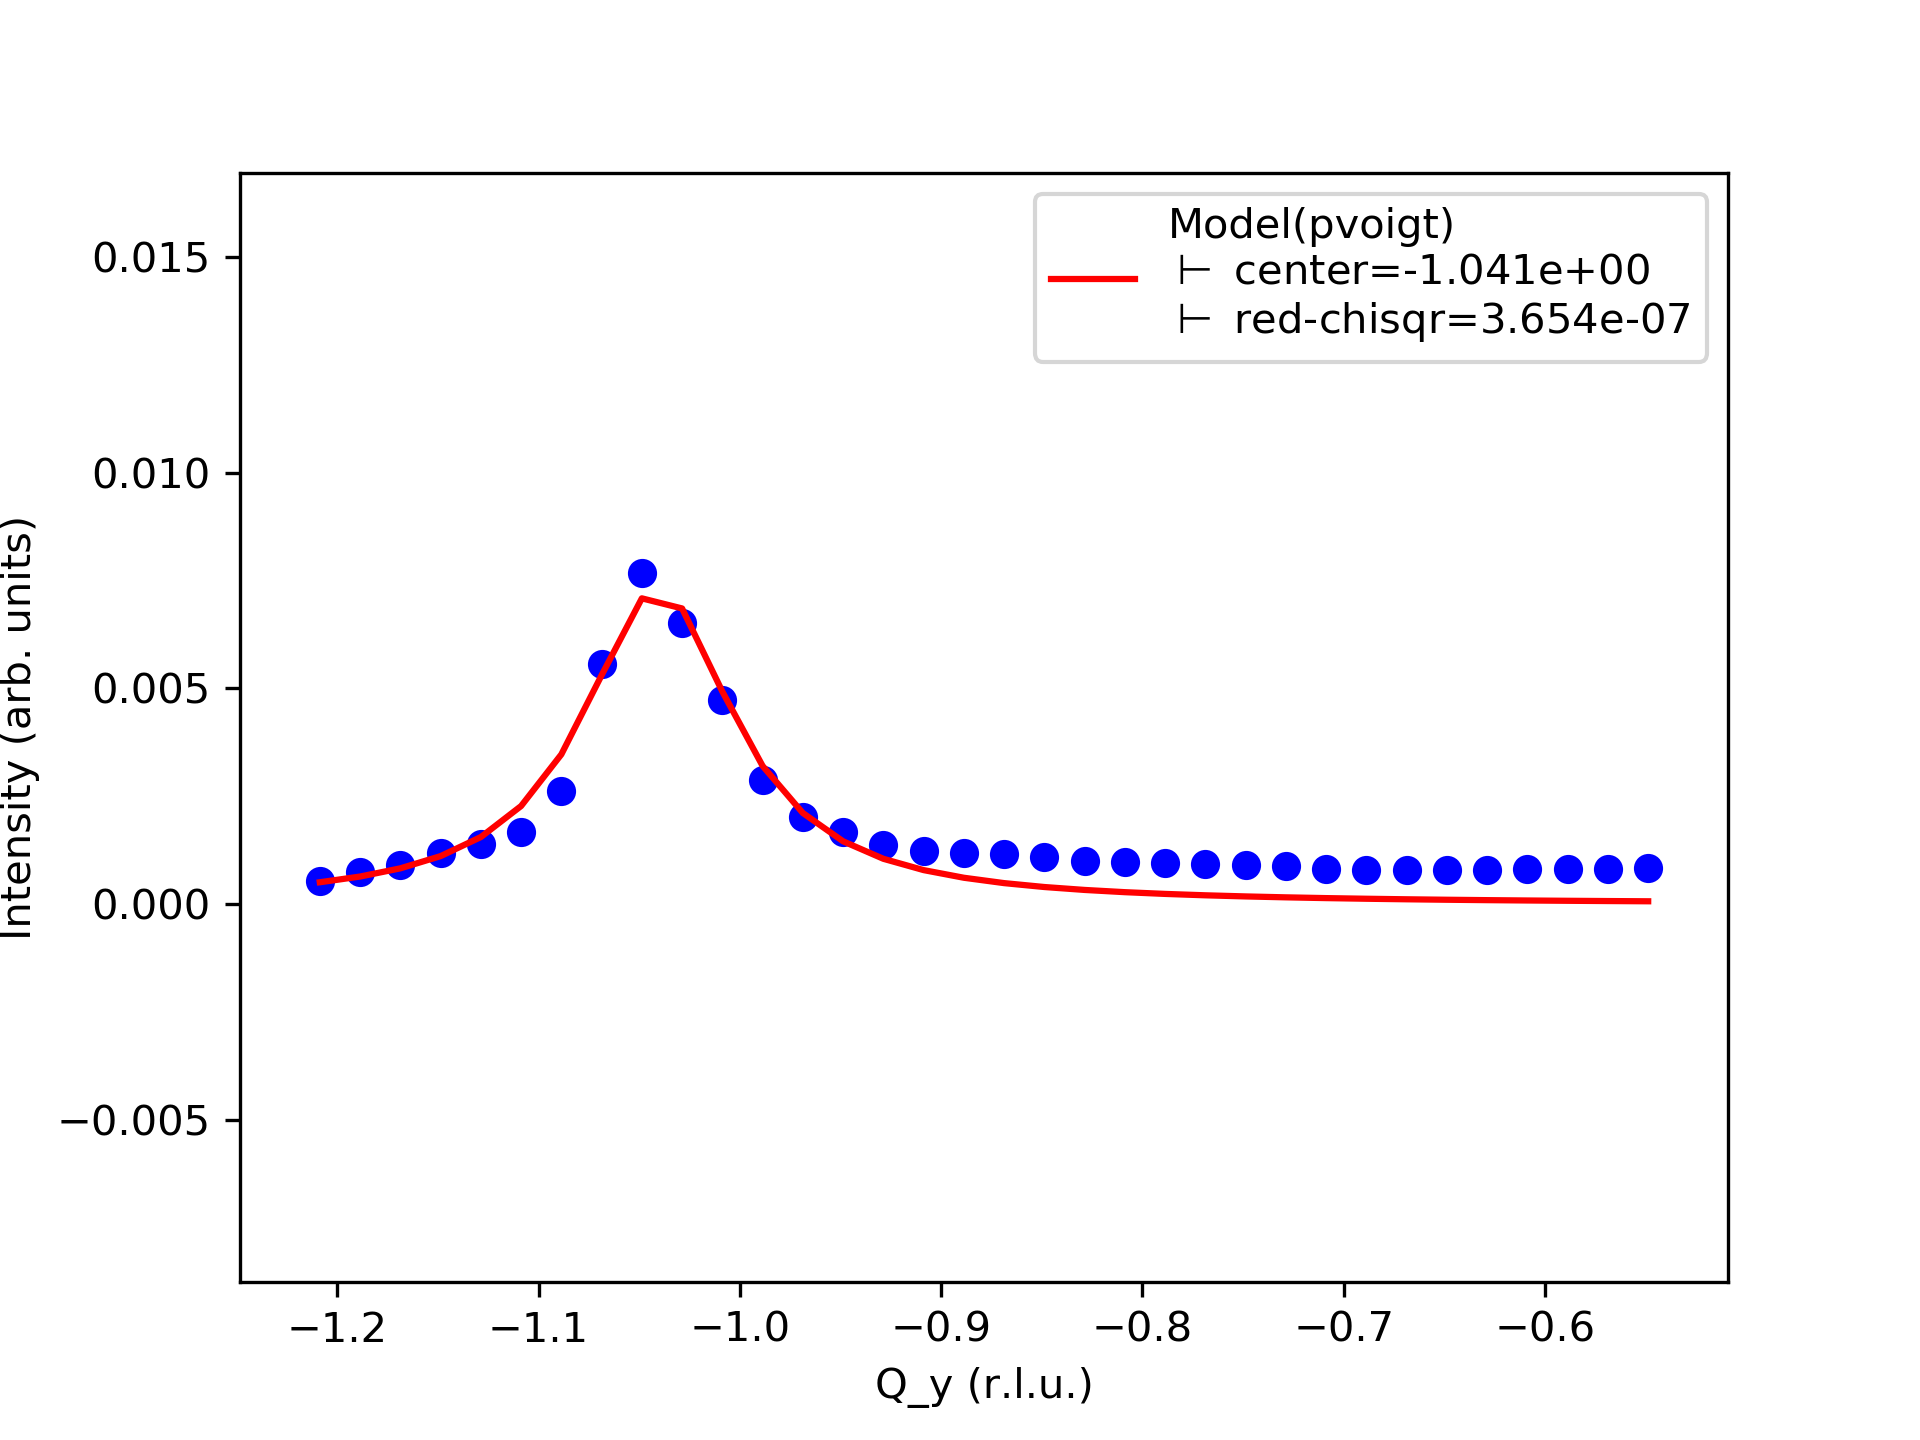 Model(pvoigt)
⊢ center=-1.041e+00
⊢ red-chisqr=3.654e-07
0.015
0.010
0.005
0.000
−0.005
Intensity (arb. units)
−1.2 −1.1 −1.0 −0.9 −0.8 −0.7 −0.6
Q_y (r.l.u.)